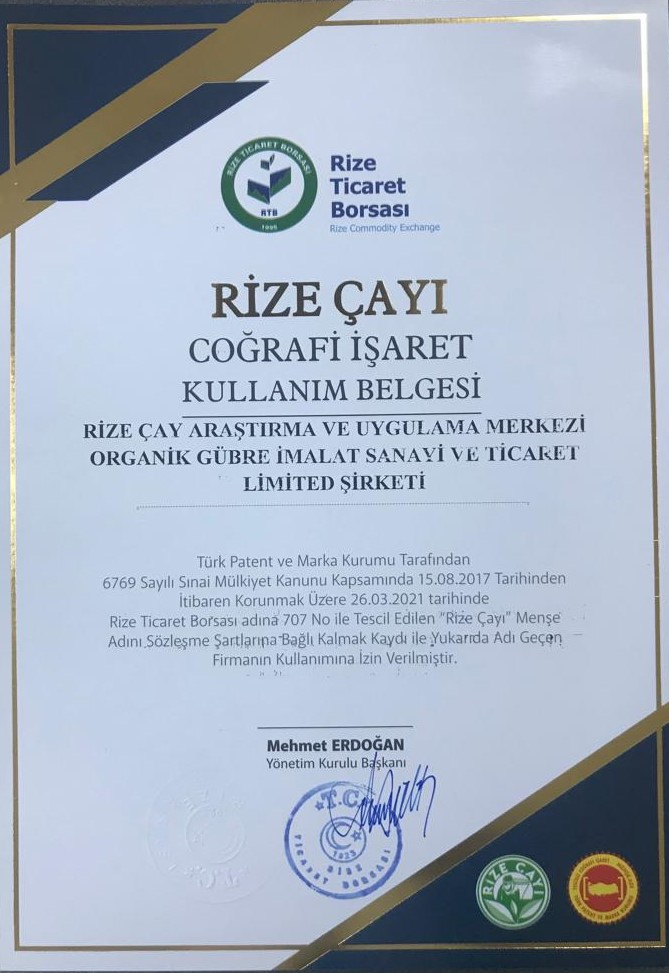 RİZE TİCARET BORSASI
RTB
1995
Rize
Ticaret
Borsası
Rize Commodity Exchange
RİZE ÇAYI
COĞRAFİ İŞARET
KULLANIM BELGESİ
RİZE ÇAY ARAŞTIRMA VE UYGULAMA MERKEZİ
ORGANİK GÜBRE İMALAT SANAYİ VE TİCARET
LİMİTED ŞİRKETİ
Türk Patent ve Marka Kurumu Tarafından
6769 Sayılı Sınai Mülkiyet Kanunu Kapsamında 15.08.2017 Tarihinden
İtibaren Korunmak Üzere 26.03.2021 tarihinde
Rize Ticaret Borsası adına 707 No ile Tescil Edilen "Rize Çayı" Menşe
Adını Sözleşme Şartlarına Bağlı Kalmak Kaydı ile Yukarıda Adı Geçen
Firmanın Kullanımına İzin Verilmiştir.
Mehmet ERDOĞAN
Yönetim Kurulu Başkanı
T.C.
1923
RİZE
TİCARET BORSASI
RİZE ÇAYI